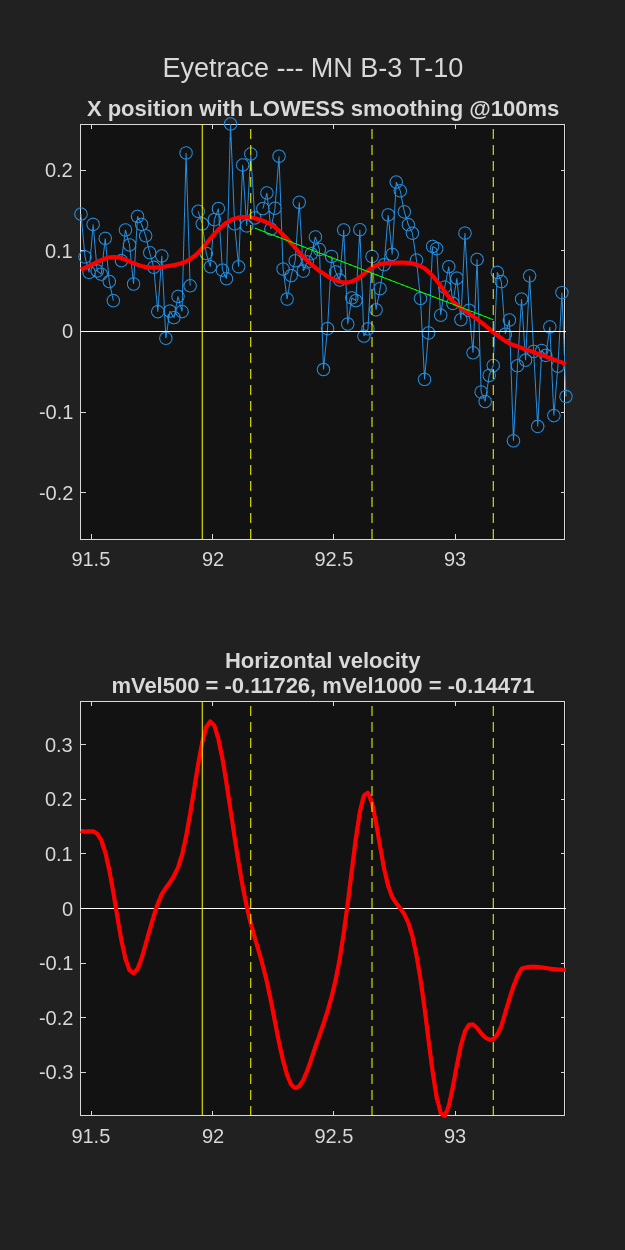 Eyetrace --- MN B-3 T-10
X position with LOWESS smoothing @100ms
0.2
0.1
0
-0.1
-0.2
91.5 92 92.5 93
Horizontal velocity
mVel500 = -0.11726, mVel1000 = -0.14471
0.3
0.2
0.1
0
-0.1
-0.2
-0.3
91.5 92 92.5 93